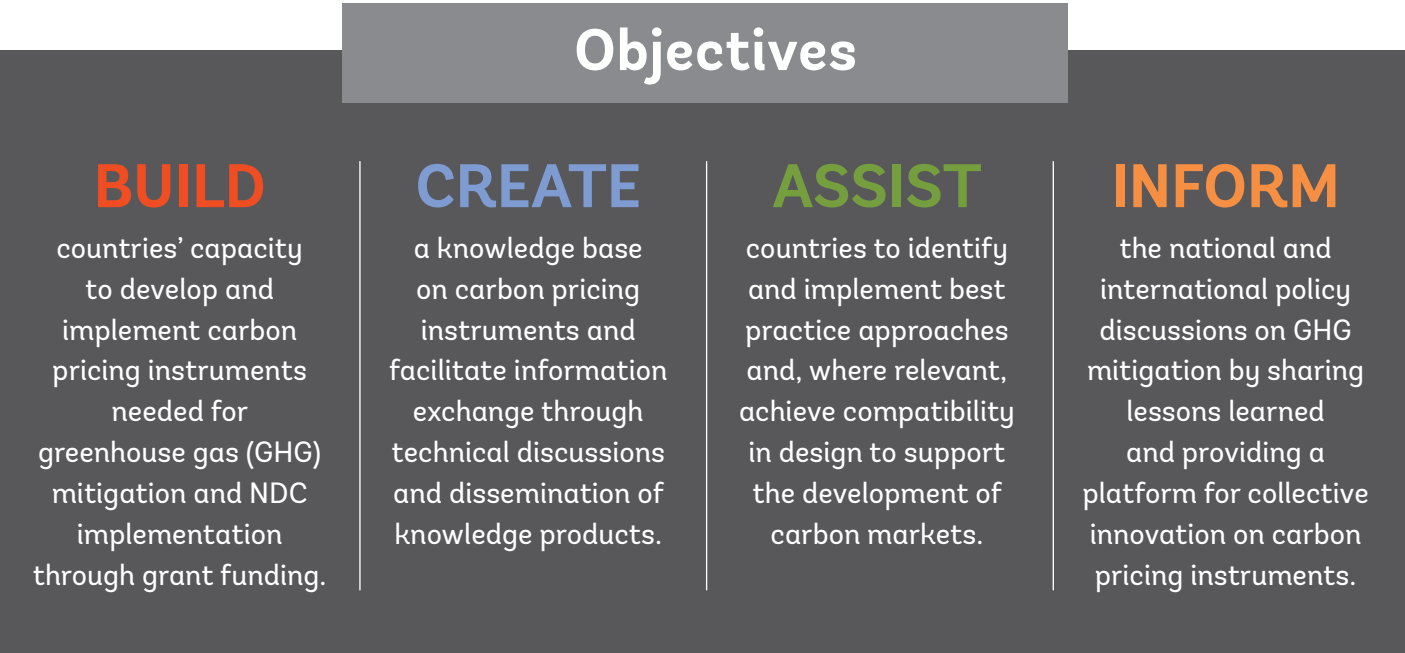 Objectives
BUILD
countries’ capacity
to develop and
implement carbon
pricing instruments
needed for
greenhouse gas (GHG)
mitigation and NDC
implementation
through grant funding.
CREATE
a knowledge base
on carbon pricing
instruments and
facilitate information
exchange through
technical discussions
and dissemination of
knowledge products.
ASSIST
countries to identify
and implement best
practice approaches
and, where relevant,
achieve compatibility
in design to support
the development of
carbon markets.
INFORM
the national and
international policy
discussions on GHG
mitigation by sharing
lessons learned
and providing a
platform for collective
innovation on carbon
pricing instruments.